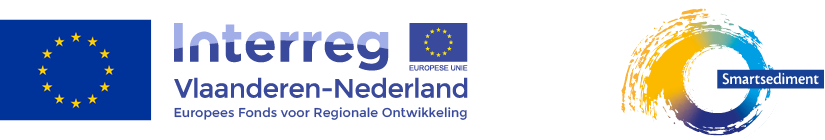 Interreg
EUROPESE UNIE
Vlaanderen-Nederland
Europees Fonds voor Regionale Ontwikkeling
Smartsediment